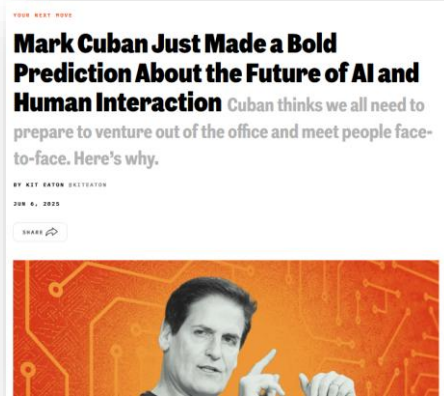 YOUR NEXT MOVE
Mark Cuban Just Made a Bold
Prediction About the Future of AI and
Human Interaction Cuban thinks we all need to
prepare to venture out of the office and meet people face-
to-face. Here's why.
BY KIT EATON @KITEATON
JUN 6, 2025
SHARE